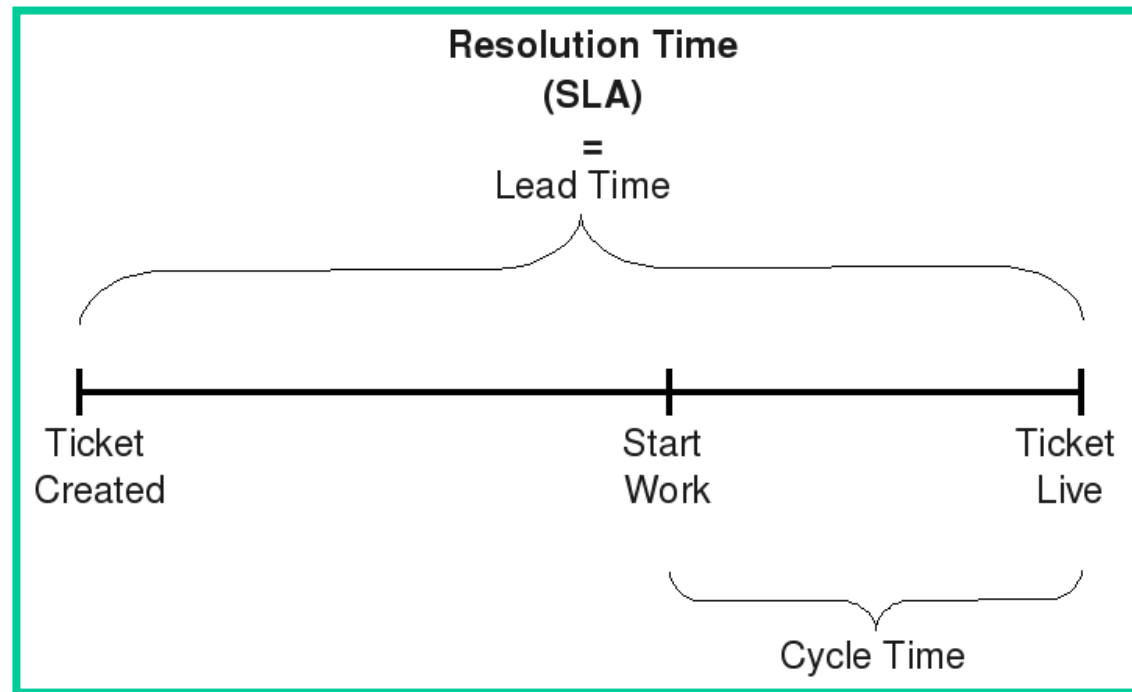 Resolution Time
(SLA)
=
Lead Time
Ticket
Created
Start
Work
Ticket
Live
Cycle Time